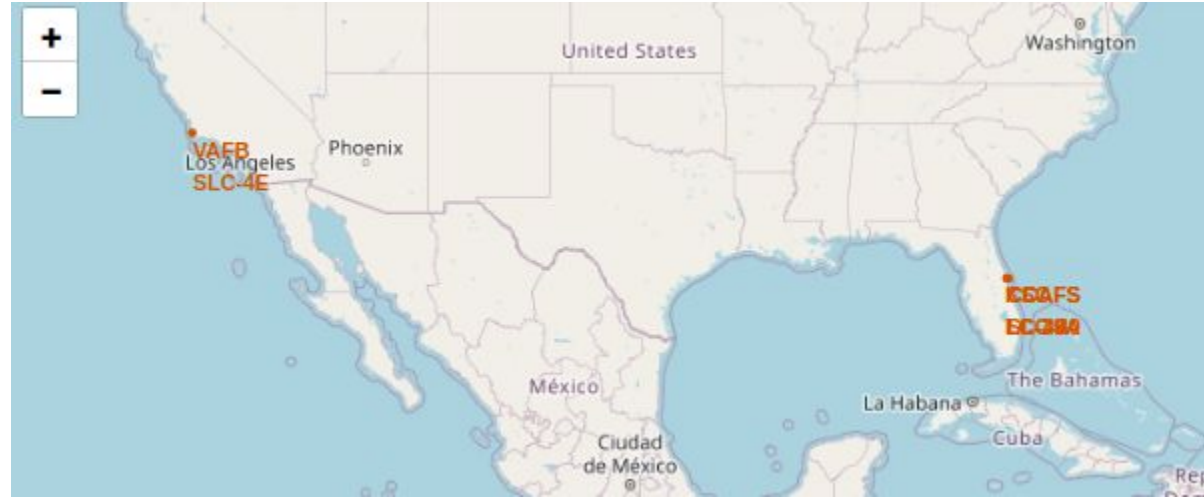 +
−
United States
Washington
VAFB
Los Angeles
SLC-4E
Phoenix
México
Ciudad
de México
La Habana
The Bahamas
Cuba